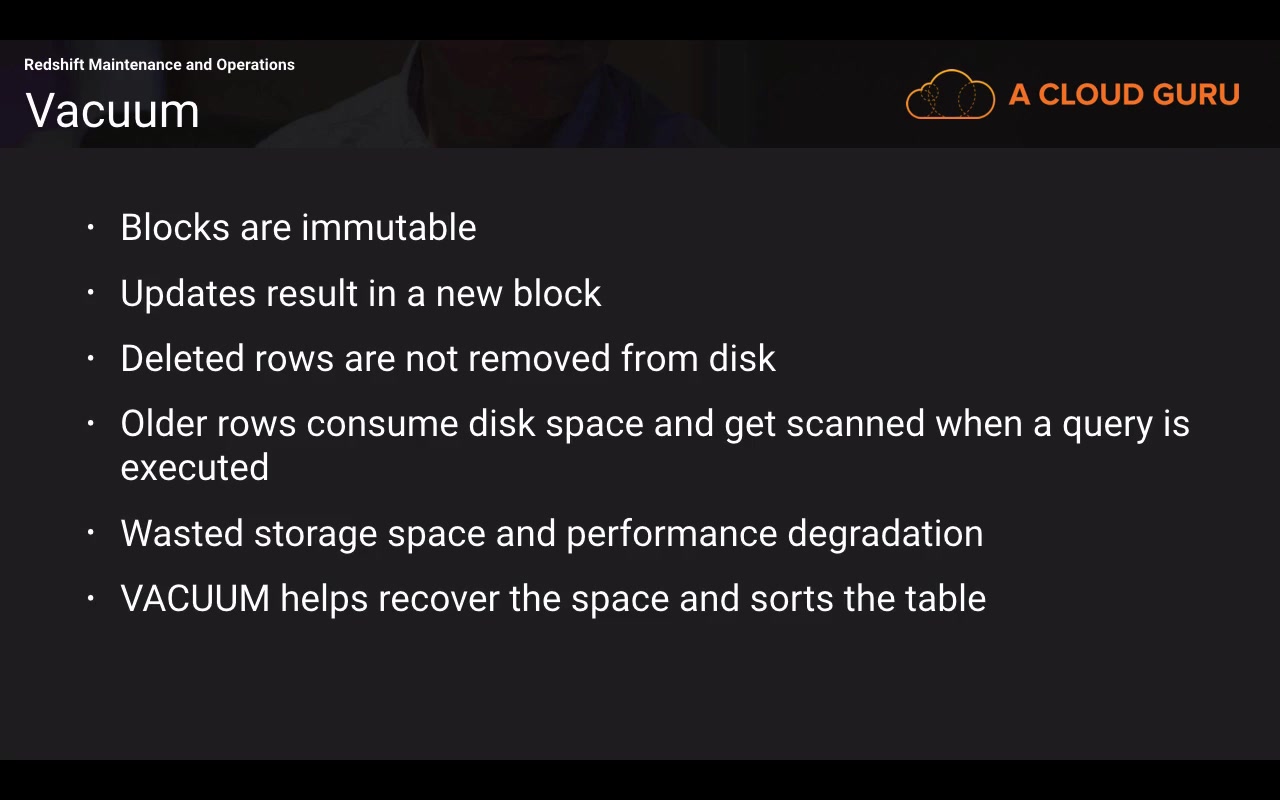 Redshift Maintenance and Operations
Vacuum
A CLOUD GURU
· Blocks are immutable
· Updates result in a new block
· Deleted rows are not removed from disk
· Older rows consume disk space and get scanned when a query is
executed
· Wasted storage space and performance degradation
· VACUUM helps recover the space and sorts the table